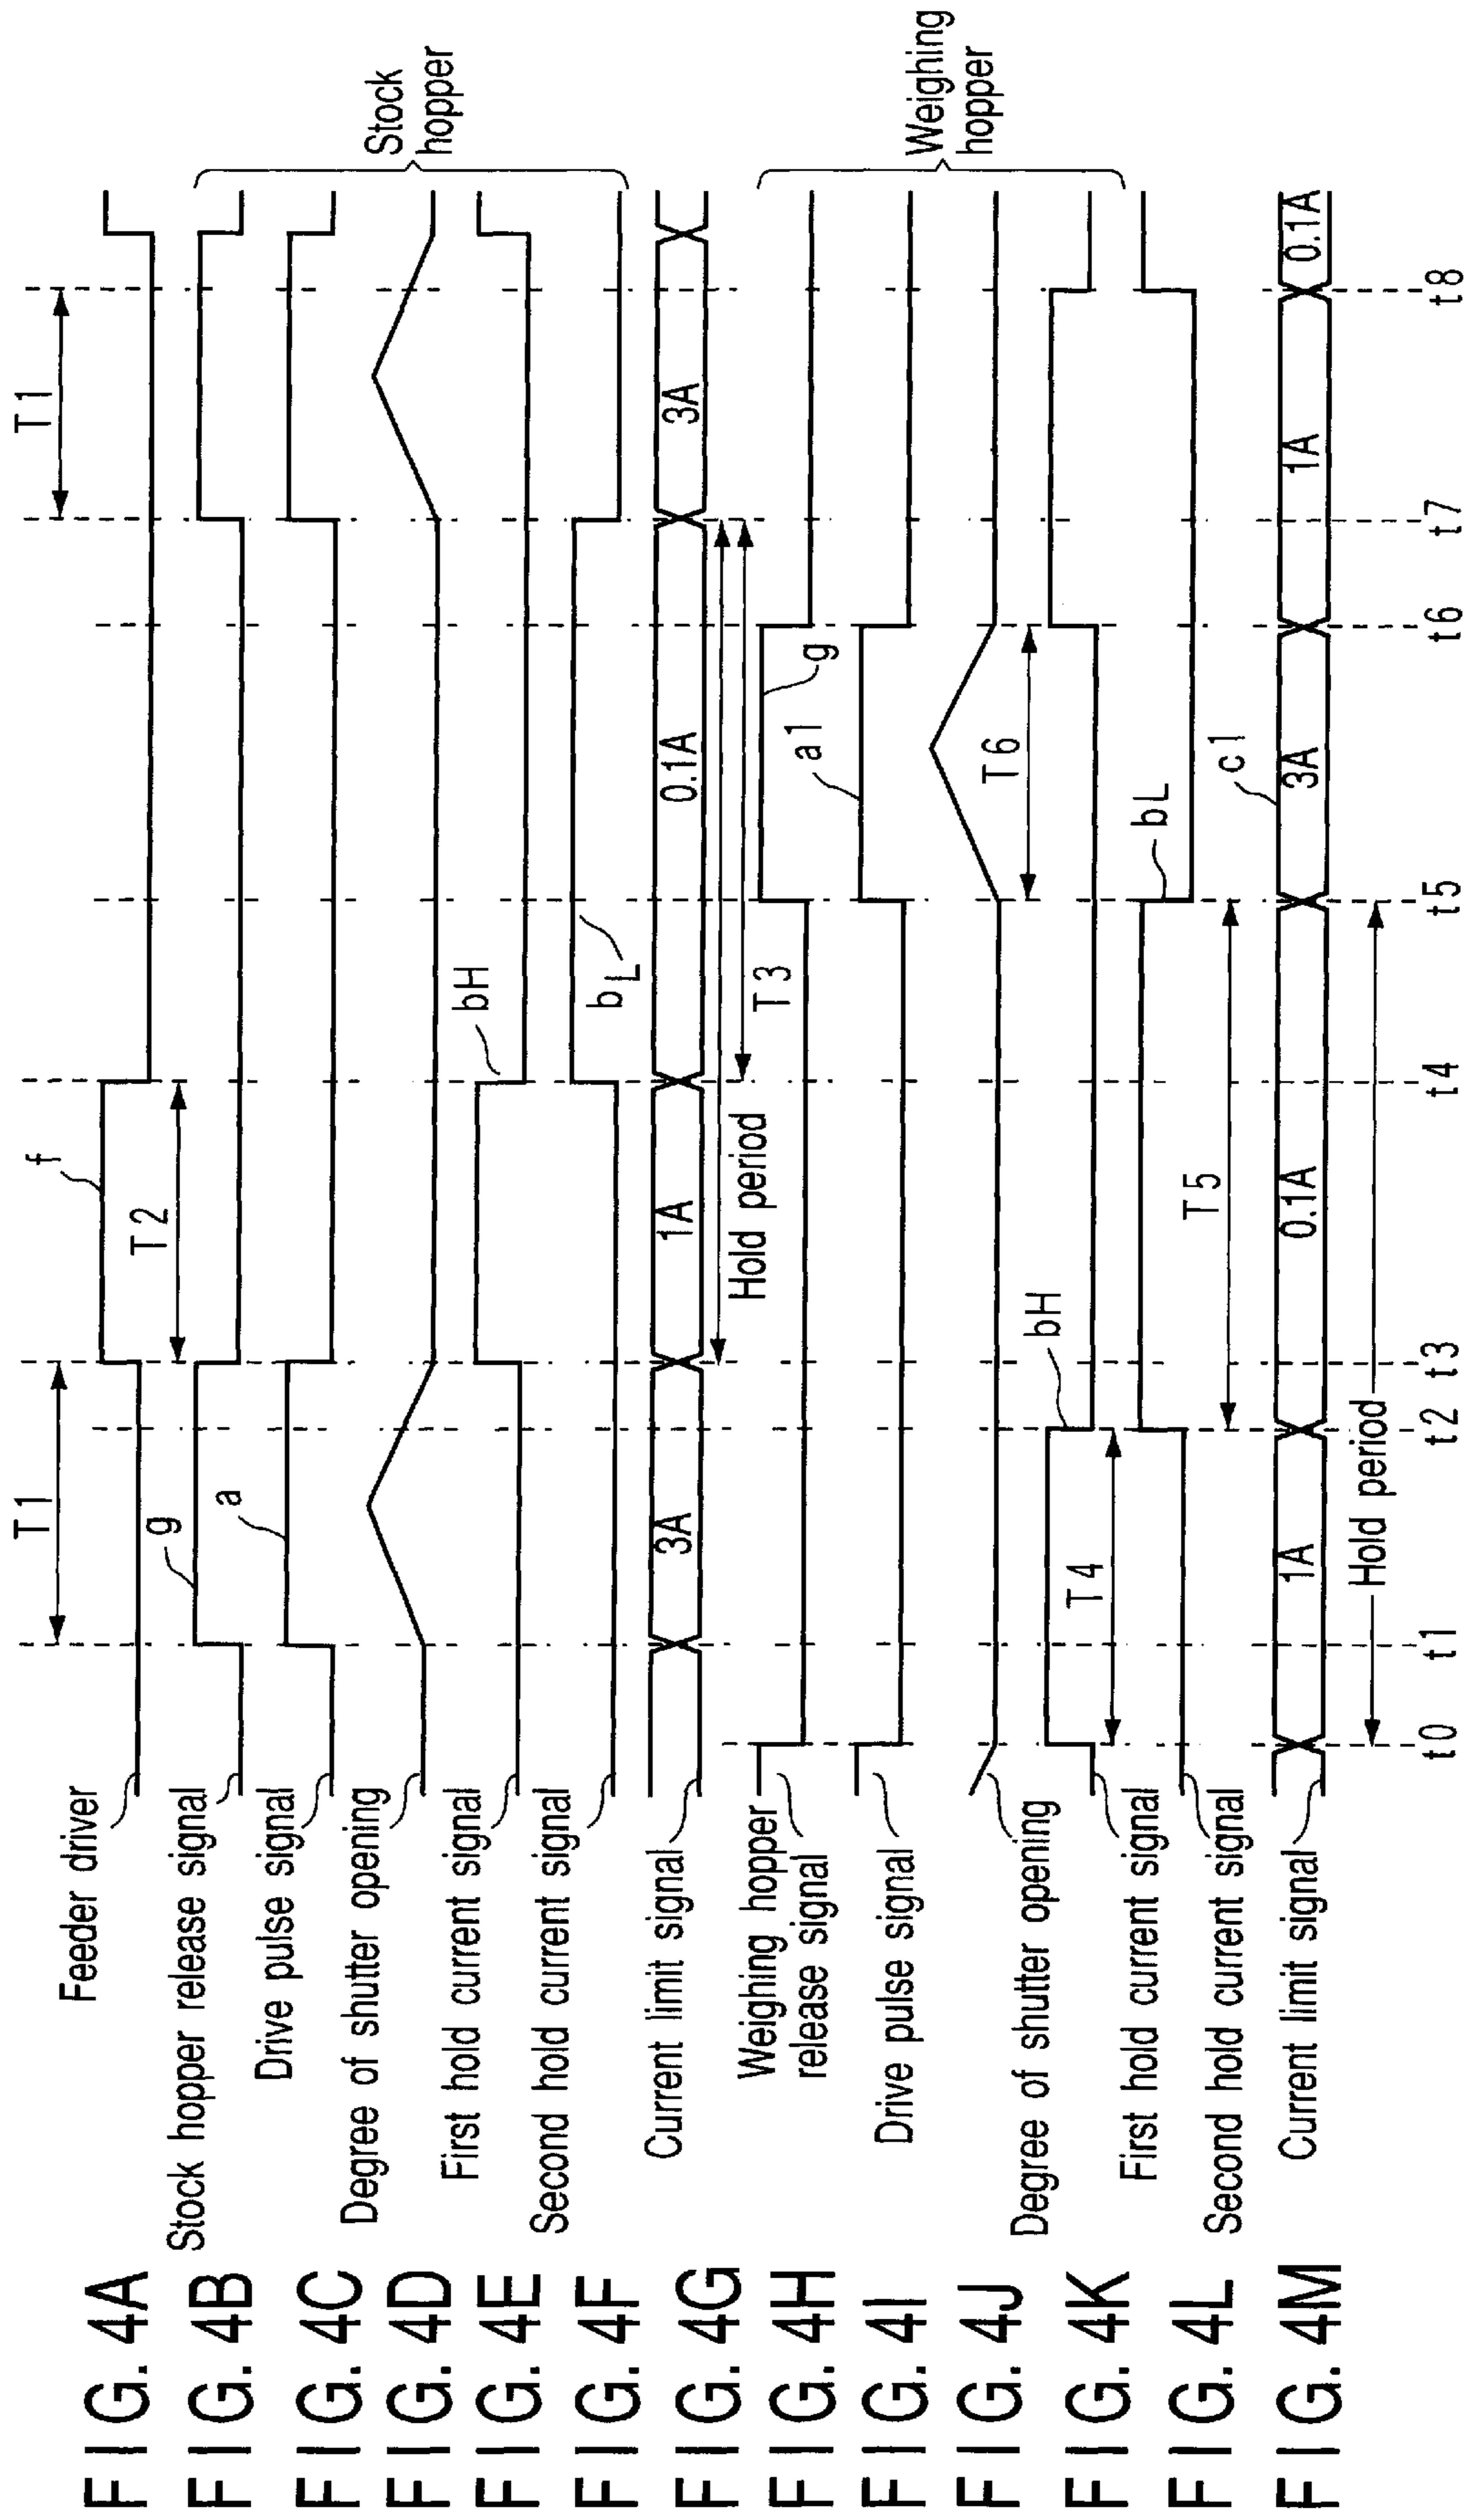 FIG. 4A
Feeder driver
T1
f
T2
T1
FIG. 4B
Stock hopper release signal
g
FIG. 4C
Drive pulse signal
a
FIG. 4D
Degree of shutter opening
Stock
hopper
FIG. 4E
First hold current signal
bH
FIG. 4F
Second hold current signal
bL
FIG. 4G
Current limit signal
3A
1A
0.1A
3A
Hold period
T3
FIG. 4H
Weighing hopper
release signal
g
FIG. 4I
Drive pulse signal
a1
FIG. 4J
Degree of shutter opening
T6
Weighing
hopper
FIG. 4K
First hold current signal
T4
bH
FIG. 4L
Second hold current signal
T5
bL
FIG. 4M
Current limit signal
1A
0.1A
3A
c1
1A
0.1A
Hold period
t0
t1
t2
t3
t4
t5
t6
t7
t8